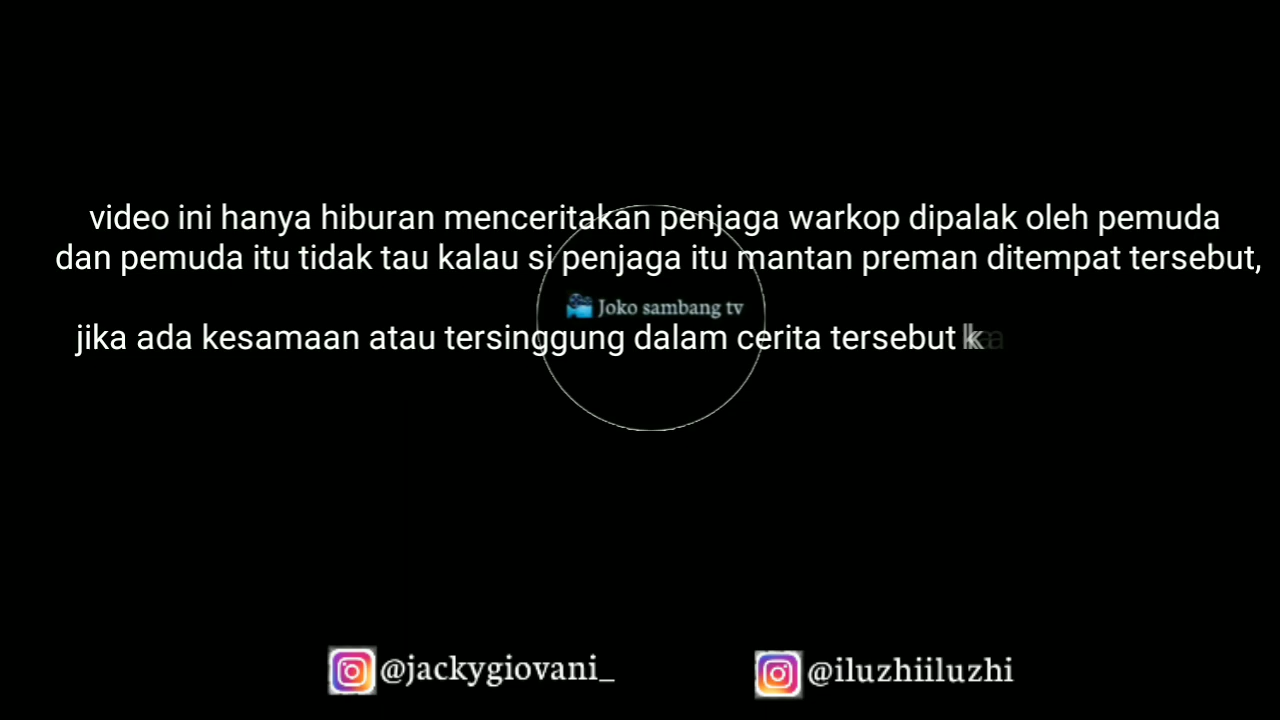 video ini hanya hiburan menceritakan penjaga warkop dipalak oleh pemuda
dan pemuda itu tidak tau kalau si penjaga itu mantan preman ditempat tersebut,
Joko sambang tv
jika ada kesamaan atau tersinggung dalam cerita tersebut
@jackygiovani_
@iluzhiiluzhi